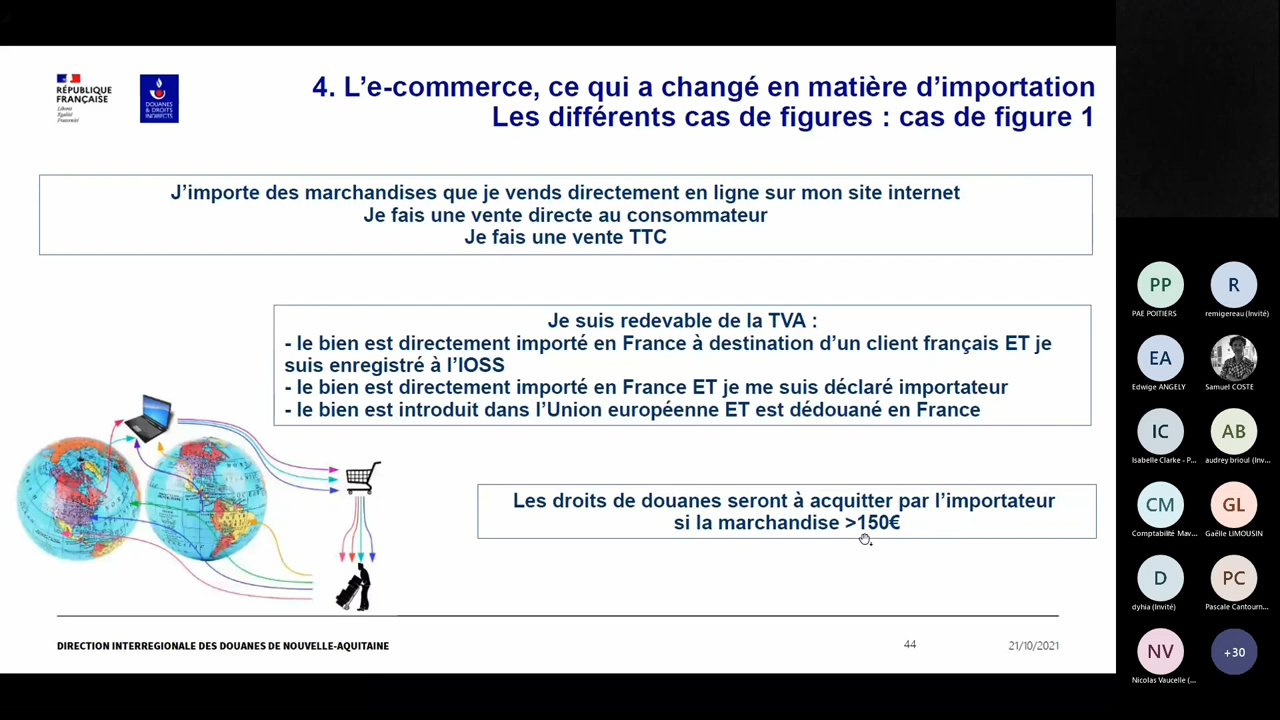 RÉPUBLIQUE
FRANÇAISE
Liberté
Égalité
Fraternité
DOUANES
& DROITS
INDIRECTS
4. L’e-commerce, ce qui a changé en matière d’importation
Les différents cas de figures : cas de figure 1
J’importe des marchandises que je vends directement en ligne sur mon site internet
Je fais une vente directe au consommateur
Je fais une vente TTC
Je suis redevable de la TVA :
- le bien est directement importé en France à destination d’un client français ET je
suis enregistré à l’IOSS
- le bien est directement importé en France ET je me suis déclaré importateur
- le bien est introduit dans l’Union européenne ET est dédouané en France
Les droits de douanes seront à acquitter par l’importateur
si la marchandise >150€
DIRECTION INTERREGIONALE DES DOUANES DE NOUVELLE-AQUITAINE
44
21/10/2021
PP
R
PAE POITIERS
remigereau (Invité)
EA
Edwige ANGELY
Samuel COSTE
IC
AB
Isabelle Clarke - P...
audrey brioul (Inv...
CM
GL
Comptabilité Mav...
Gaëlle LIMOUSIN
D
PC
dyhia (Invité)
Pascale Cantourn...
NV
+30
Nicolas Vaucelle (...